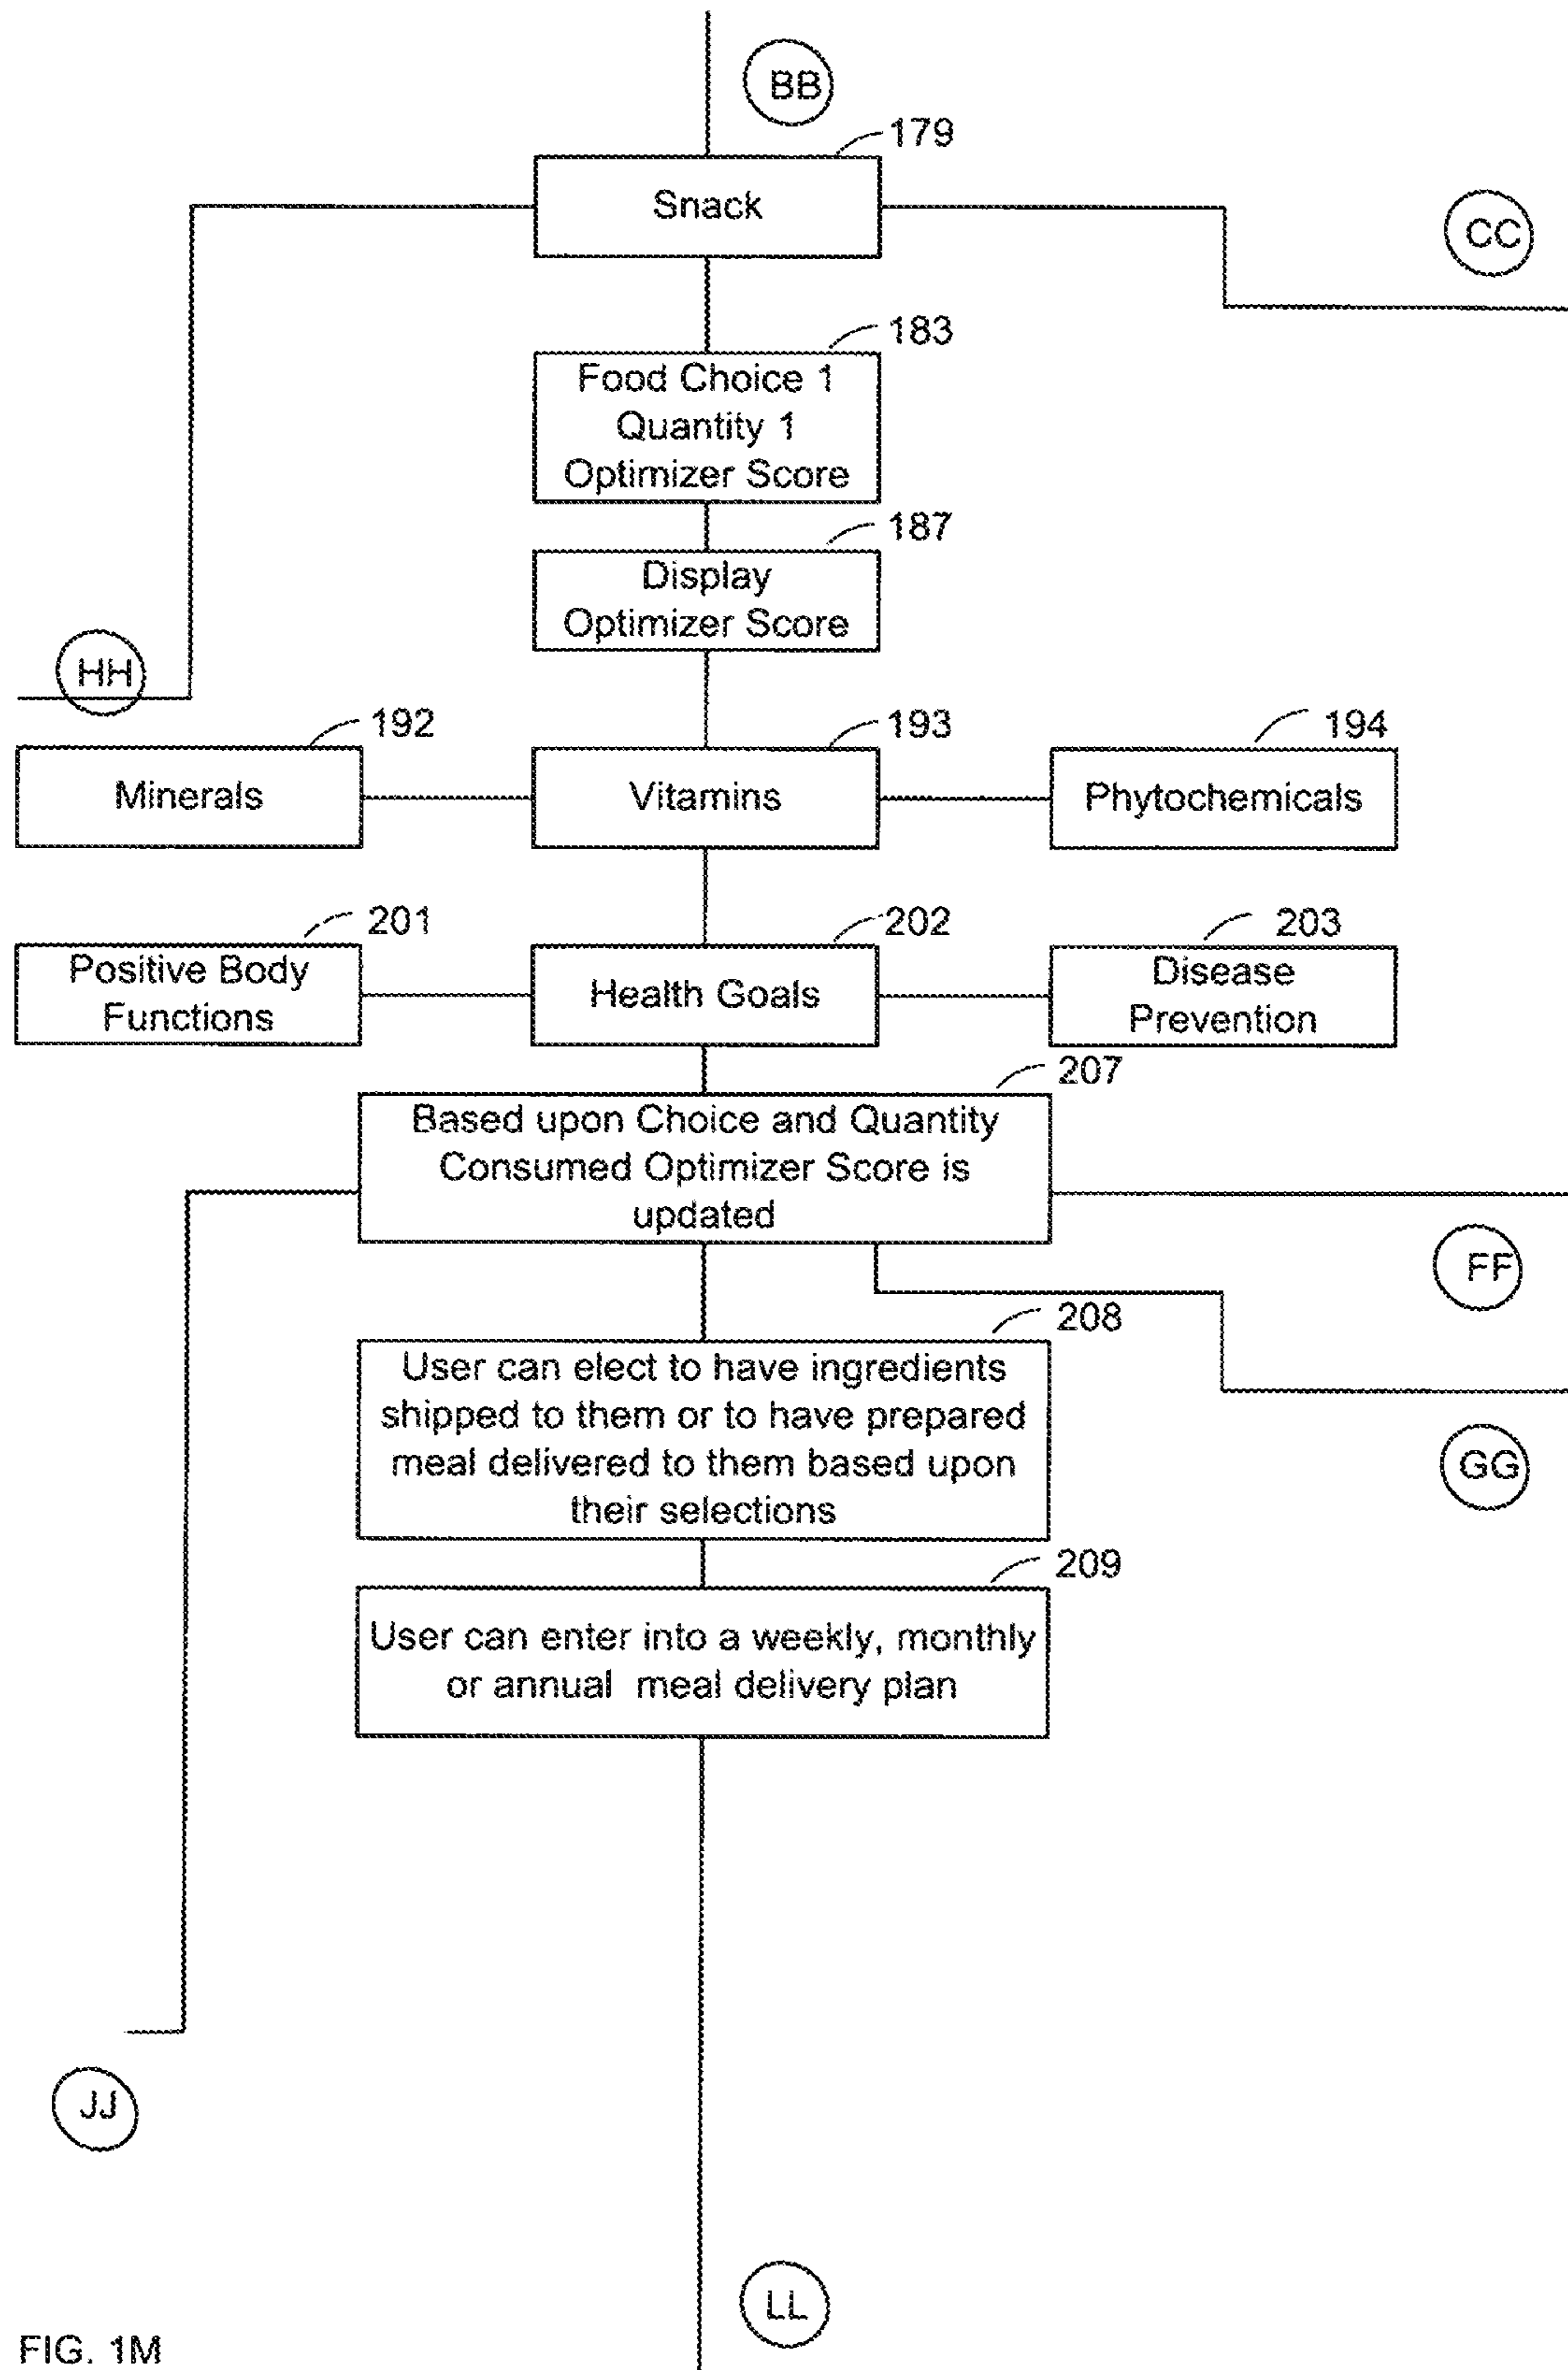 BB
179
Snack
CC
183
Food Choice 1
Quantity 1
Optimizer Score
187
Display
Optimizer Score
HH
192
193
194
Minerals
Vitamins
Phytochemicals
201
202
203
Positive Body
Functions
Health Goals
Disease
Prevention
207
Based upon Choice and Quantity
Consumed Optimizer Score is
updated
FF
208
User can elect to have ingredients
shipped to them or to have prepared
meal delivered to them based upon
their selections
GG
209
User can enter into a weekly, monthly
or annual meal delivery plan
JJ
LL
FIG. 1M